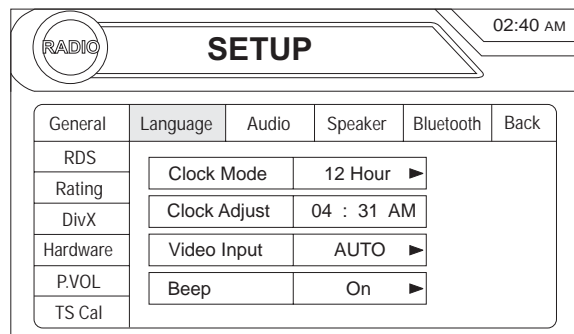 RADIO
SETUP
02:40 AM
General Language Audio Speaker Bluetooth Back
RDS
Rating
DivX
Hardware
P.VOL
TS Cal
Clock Mode 12 Hour
Clock Adjust 04 : 31 AM
Video Input AUTO
Beep On